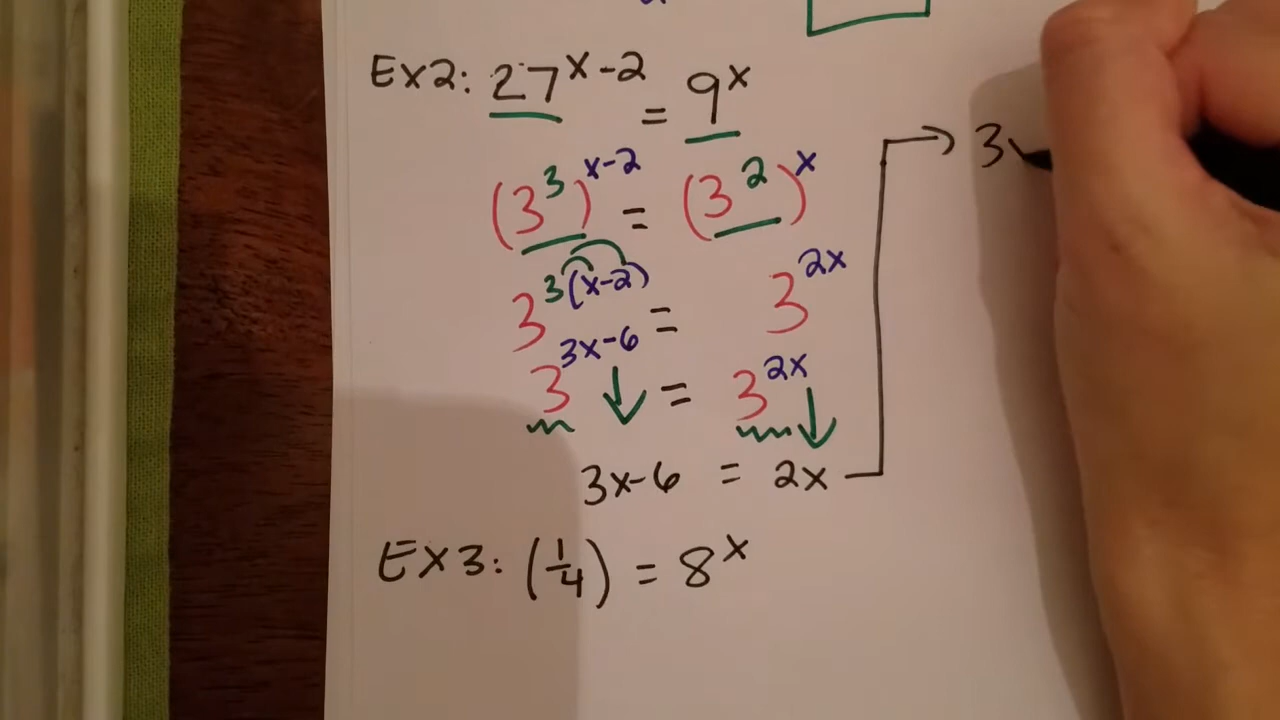 Ex2: 27^(x-2) = 9^x
(3^3)^(x-2) = (3^2)^x
3^(3(x-2)) = 3^(2x)
3^(3x-6) = 3^(2x)
3x-6 = 2x
3x
Ex3: (1/4) = 8^x